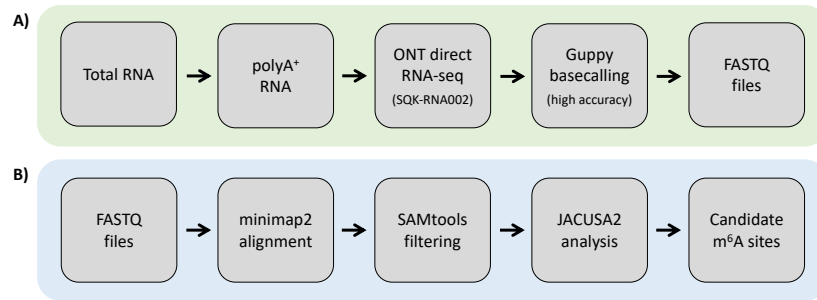 A)
Total RNA
polyA⁺
RNA
ONT direct
RNA-seq
(SQK-RNA002)
Guppy
basecalling
(high accuracy)
FASTQ
files
B)
FASTQ
files
minimap2
alignment
SAMtools
filtering
JACUSA2
analysis
Candidate
m⁶A sites